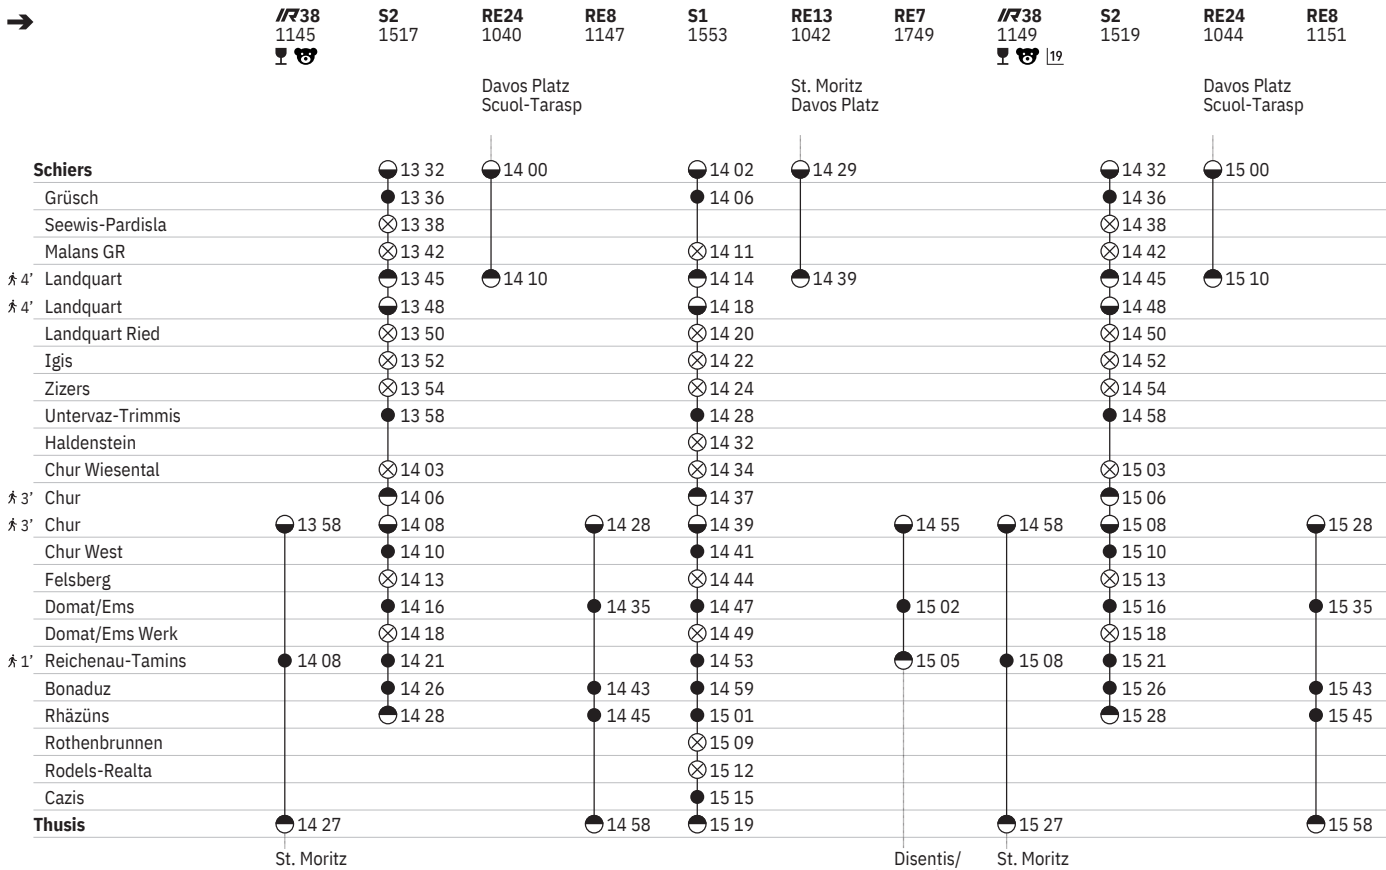 IR38 S2 RE24 RE8 S1 RE13 RE7 IR38 S2 RE24 RE8
1145 1517 1040 1147 1553 1042 1749 1149 1519 1044 1151
19
Davos Platz St. Moritz Davos Platz
Scuol-Tarasp Davos Platz Scuol-Tarasp
Schiers 13 32 14 00 14 02 14 29 14 32 15 00
Grüsch 13 36 14 06 14 36
Seewis-Pardisla 13 38 14 38
Malans GR 13 42 14 11 14 42
4’ Landquart 13 45 14 10 14 14 14 39 14 45 15 10
4’ Landquart 13 48 14 18 14 48
Landquart Ried 13 50 14 20 14 50
Igis 13 52 14 22 14 52
Zizers 13 54 14 24 14 54
Untervaz-Trimmis 13 58 14 28 14 58
Haldenstein 14 32
Chur Wiesental 14 03 14 34 15 03
3’ Chur 14 06 14 37 15 06
3’ Chur 13 58 14 08 14 28 14 39 14 55 14 58 15 08 15 28
Chur West 14 10 14 41 15 10
Felsberg 14 13 14 44 15 13
Domat/Ems 14 16 14 35 14 47 15 02 15 16 15 35
Domat/Ems Werk 14 18 14 49 15 18
1’ Reichenau-Tamins 14 08 14 21 14 53 15 05 15 08 15 21
Bonaduz 14 26 14 43 14 59 15 26 15 43
Rhäzüns 14 28 14 45 15 01 15 28 15 45
Rothenbrunnen 15 09
Rodels-Realta 15 12
Cazis 15 15
Thusis 14 27 14 58 15 19 15 27 15 58
St. Moritz Disentis/ St. Moritz